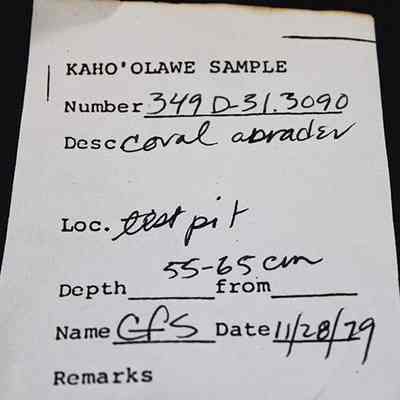 KAHO'OLAWE SAMPLE
Number 349 D-31.3090
Desc coral abrader
Loc. test pit
55-65 cm
Depth from
Name CFS Date 11/28/79
Remarks